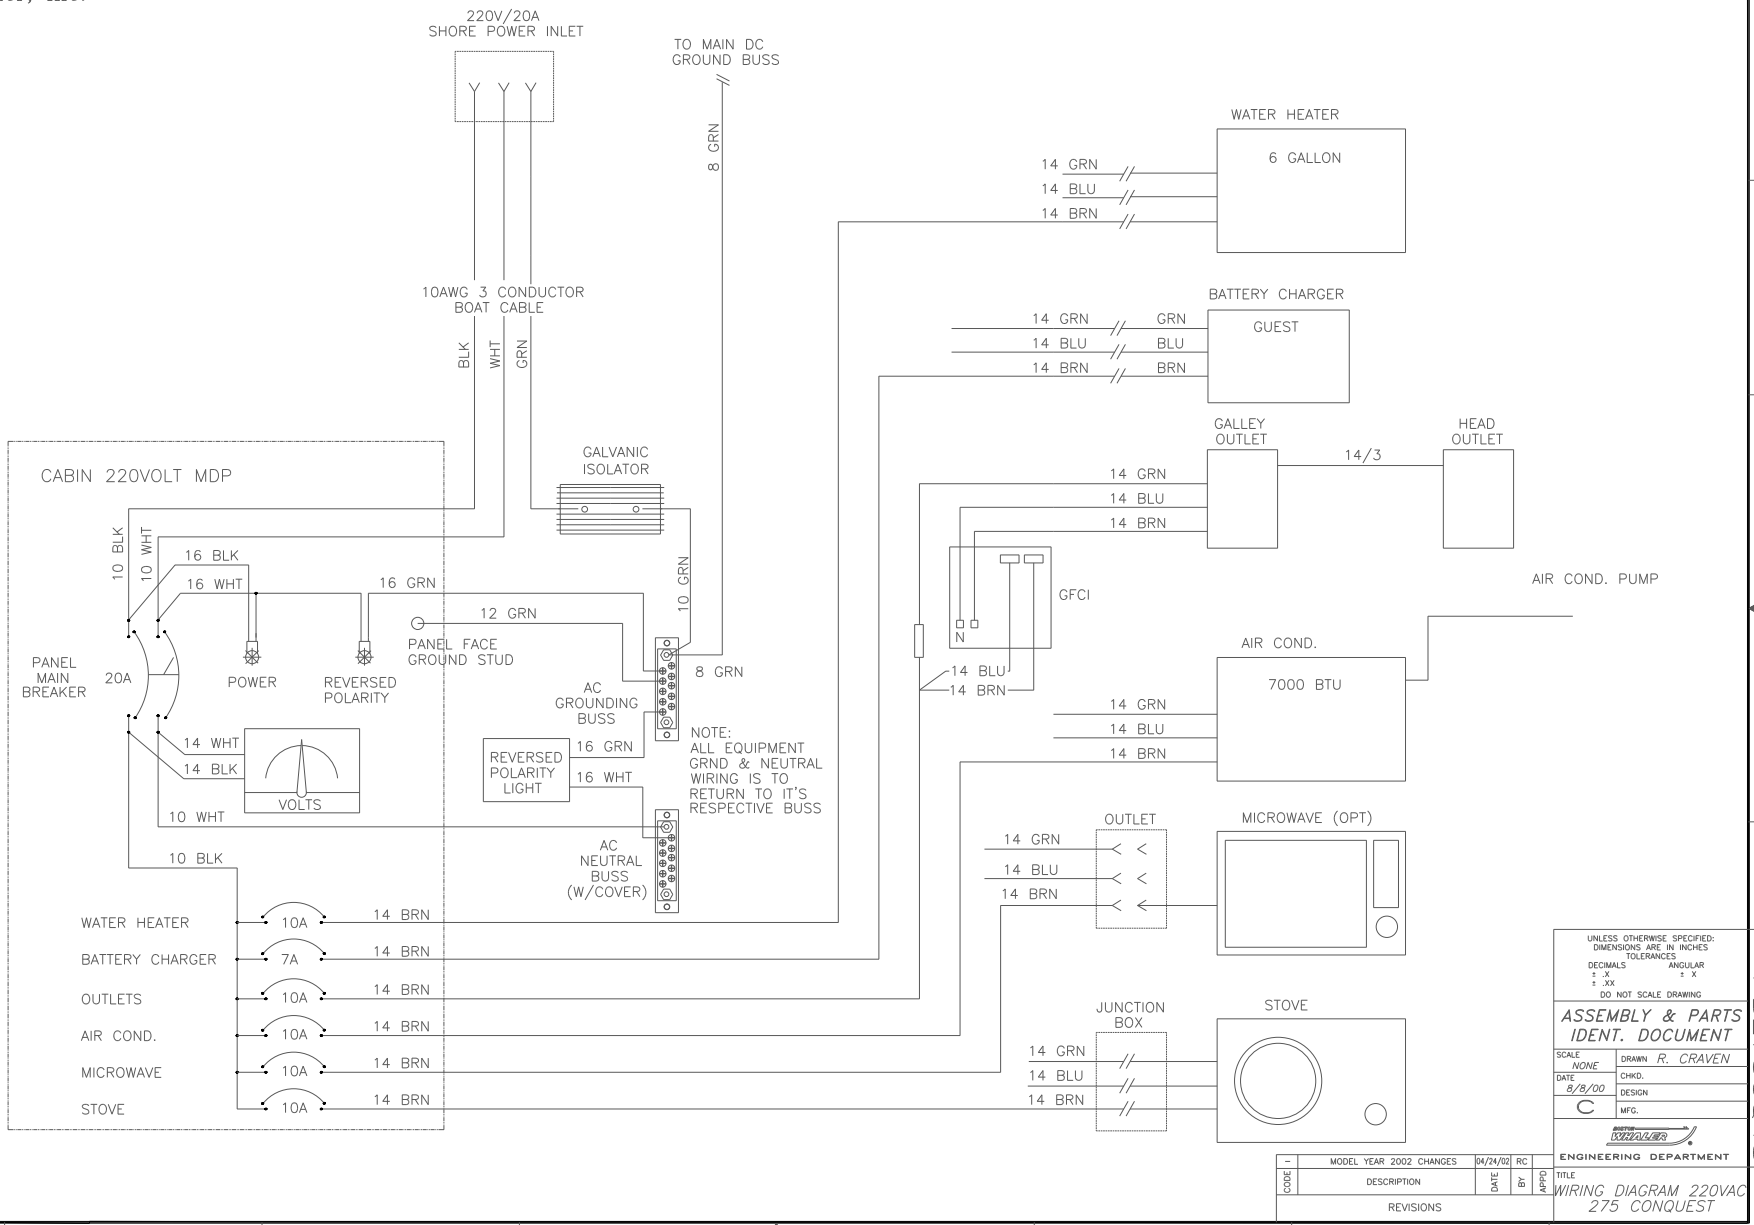 220V/20A
SHORE POWER INLET
TO MAIN DC
GROUND BUSS
8 GRN
10AWG 3 CONDUCTOR
BOAT CABLE
BLK
WHT
GRN
WATER HEATER
6 GALLON
14 GRN
14 BLU
14 BRN
BATTERY CHARGER
GUEST
14 GRN
GRN
14 BLU
BLU
14 BRN
BRN
GALLEY
OUTLET
HEAD
OUTLET
14/3
14 GRN
14 BLU
14 BRN
GFCI
N
14 BLU
14 BRN
AIR COND. PUMP
AIR COND.
7000 BTU
14 GRN
14 BLU
14 BRN
OUTLET
MICROWAVE (OPT)
14 GRN
14 BLU
14 BRN
JUNCTION
BOX
STOVE
14 GRN
14 BLU
14 BRN
CABIN 220VOLT MDP
GALVANIC
ISOLATOR
10 BLK
10 WHT
16 BLK
16 WHT
16 GRN
12 GRN
10 GRN
PANEL FACE
GROUND STUD
8 GRN
PANEL
MAIN
BREAKER
20A
POWER
REVERSED
POLARITY
AC
GROUNDING
BUSS
NOTE:
ALL EQUIPMENT
GRND & NEUTRAL
WIRING IS TO
RETURN TO IT'S
RESPECTIVE BUSS
14 WHT
14 BLK
VOLTS
REVERSED
POLARITY
LIGHT
16 GRN
16 WHT
10 WHT
AC
NEUTRAL
BUSS
(W/COVER)
10 BLK
WATER HEATER
10A
14 BRN
BATTERY CHARGER
7A
14 BRN
OUTLETS
10A
14 BRN
AIR COND.
10A
14 BRN
MICROWAVE
10A
14 BRN
STOVE
10A
14 BRN
UNLESS OTHERWISE SPECIFIED:
DIMENSIONS ARE IN INCHES
TOLERANCES
DECIMALS
ANGULAR
± .X
± X
± .XX
DO NOT SCALE DRAWING
ASSEMBLY & PARTS
IDENT. DOCUMENT
SCALE
NONE
DRAWN R. CRAVEN
DATE
8/8/00
CHKD.
DESIGN
C
MFG.
BOSTON
WHALER
ENGINEERING DEPARTMENT
TITLE
WIRING DIAGRAM 220VAC
275 CONQUEST
–
MODEL YEAR 2002 CHANGES
04/24/02
RC
CODE
DESCRIPTION
DATE
BY
APPD
REVISIONS